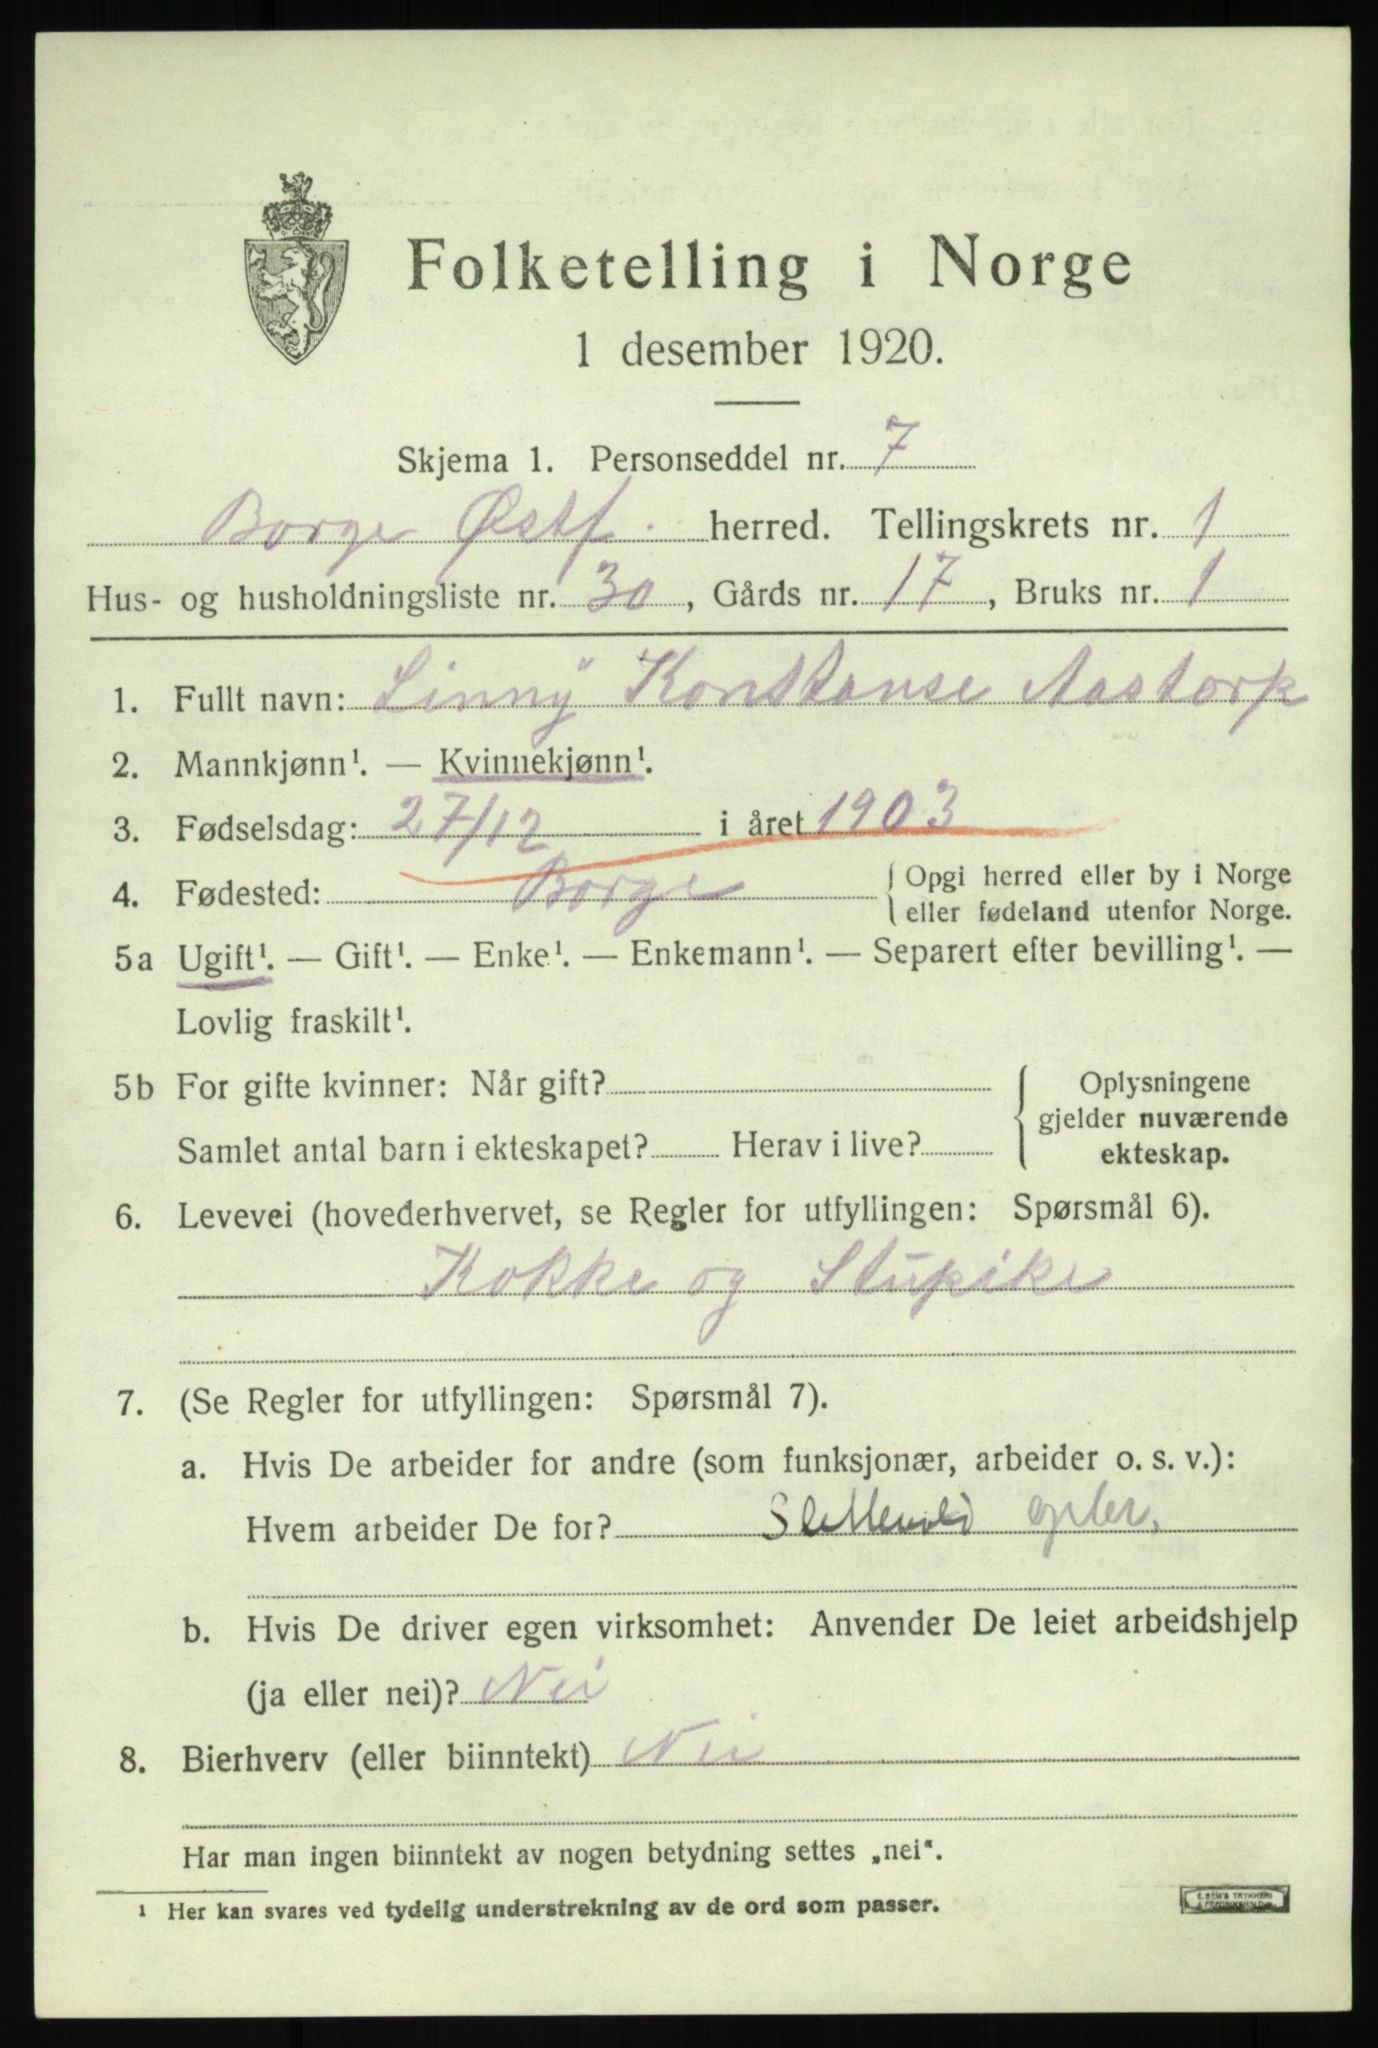 Folketelling i Norge
1 desember 1920.
Skjema 1. Personseddel nr. 7
Borge Østf. herred. Tellingskrets nr. 1
Hus- og husholdningsliste nr. 30, Gårds nr. 17, Bruks nr. 1
1. Fullt navn: Linny Konstanse Aastorp
2. Mannkjønn¹. — Kvinnekjønn¹.
3. Fødselsdag: 27/12 i året 1903
4. Fødested: Borge { Opgi herred eller by i Norge
eller fødeland utenfor Norge.
5a Ugift¹. — Gift¹. — Enke¹. — Enkemann¹. — Separert efter bevilling¹. —
Lovlig fraskilt¹.
5b For gifte kvinner: Når gift?
Samlet antal barn i ekteskapet? Herav i live?
{ Oplysningene
gjelder nuværende
ekteskap.
6. Levevei (hovederhvervet, se Regler for utfyllingen: Spørsmål 6).
Kokke og Stupike
7. (Se Regler for utfyllingen: Spørsmål 7).
a. Hvis De arbeider for andre (som funksjonær, arbeider o. s. v.):
Hvem arbeider De for? Slettevold
b. Hvis De driver egen virksomhet: Anvender De leiet arbeidshjelp
(ja eller nei)? Nei
8. Bierhverv (eller biinntekt) Nei
Har man ingen biinntekt av nogen betydning settes „nei“.
¹ Her kan svares ved tydelig understrekning av de ord som passer.